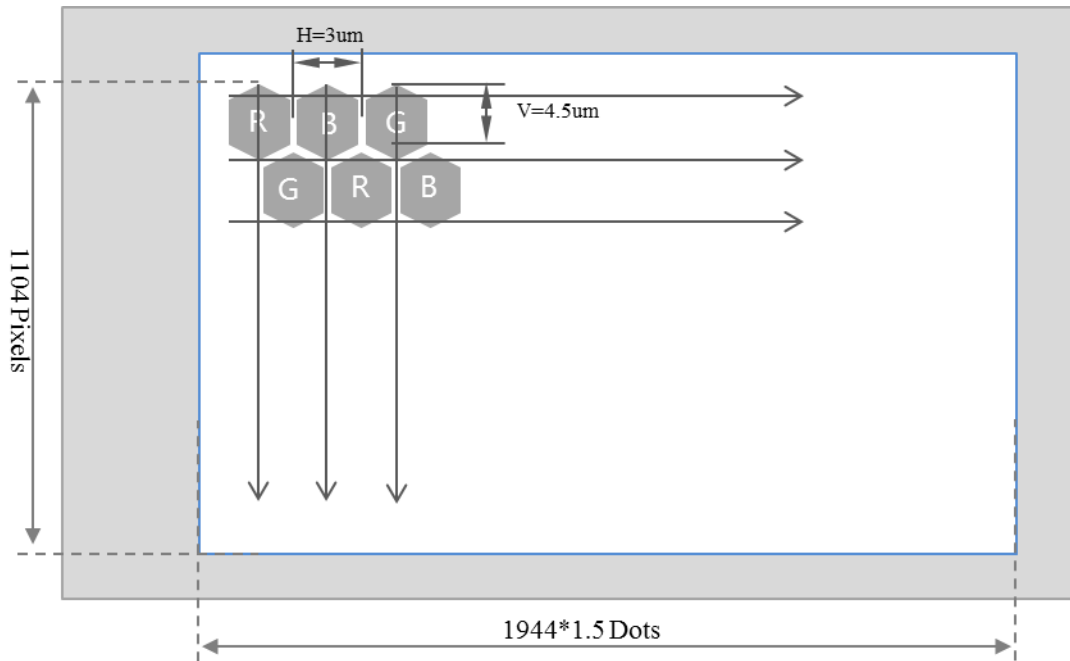 H=3um
V=4.5um
R B G
G R B
1104 Pixels
1944*1.5 Dots